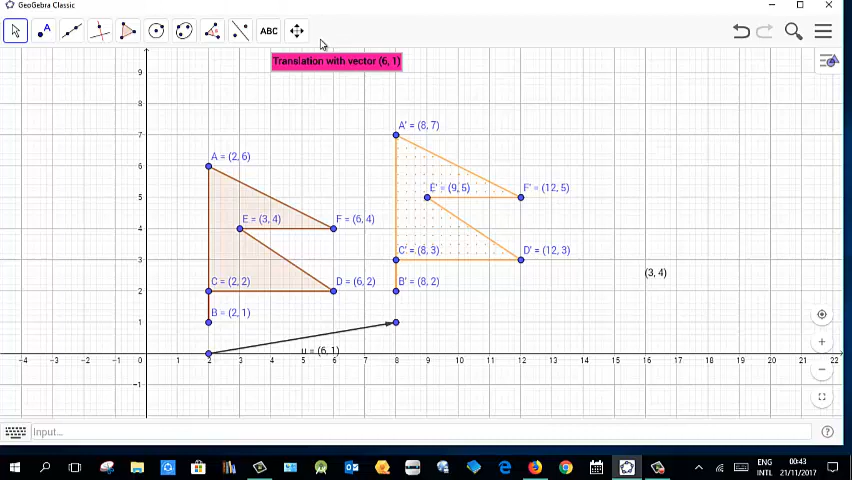 GeoGebra Classic
ABC
Translation with vector (6, 1)
9
8
7
6
5
4
3
2
1
0
−1
−4 −3 −2 −1 1 2 3 4 5 6 7 8 9 10 11 12 13 14 15 16 17 18 19 20 21 22
A = (2, 6)
E = (3, 4)
F = (6, 4)
C = (2, 2)
D = (6, 2)
B = (2, 1)
u = (6, 1)
A' = (8, 7)
E' = (9, 5)
F' = (12, 5)
C' = (8, 3)
D' = (12, 3)
B' = (8, 2)
(3, 4)
Input...
ENG
INTL
00:43
21/11/2017